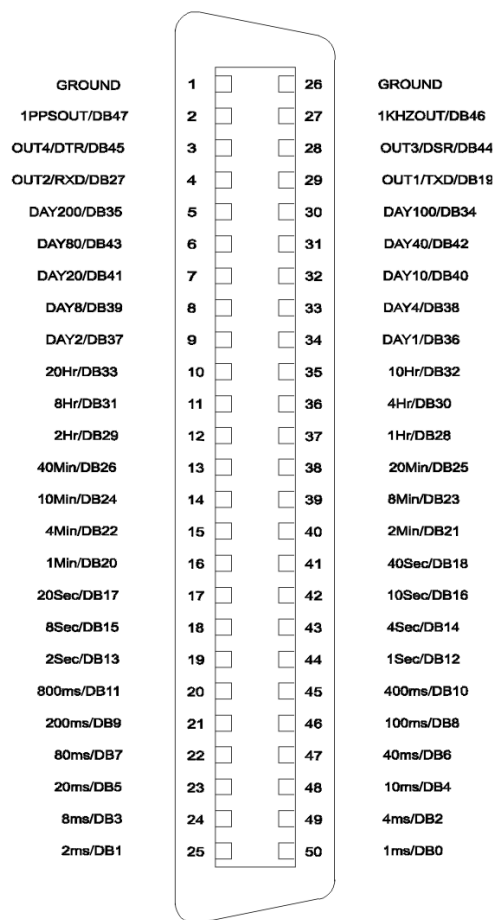 GROUND 1 26 GROUND
1PPSOUT/DB47 2 27 1KHZOUT/DB46
OUT4/DTR/DB45 3 28 OUT3/DSR/DB44
OUT2/RXD/DB27 4 29 OUT1/TXD/DB19
DAY200/DB35 5 30 DAY100/DB34
DAY80/DB43 6 31 DAY40/DB42
DAY20/DB41 7 32 DAY10/DB40
DAY8/DB39 8 33 DAY4/DB38
DAY2/DB37 9 34 DAY1/DB36
20Hr/DB33 10 35 10Hr/DB32
8Hr/DB31 11 36 4Hr/DB30
2Hr/DB29 12 37 1Hr/DB28
40Min/DB26 13 38 20Min/DB25
10Min/DB24 14 39 8Min/DB23
4Min/DB22 15 40 2Min/DB21
1Min/DB20 16 41 40Sec/DB18
20Sec/DB17 17 42 10Sec/DB16
8Sec/DB15 18 43 4Sec/DB14
2Sec/DB13 19 44 1Sec/DB12
800ms/DB11 20 45 400ms/DB10
200ms/DB9 21 46 100ms/DB8
80ms/DB7 22 47 40ms/DB6
20ms/DB5 23 48 10ms/DB4
8ms/DB3 24 49 4ms/DB2
2ms/DB1 25 50 1ms/DB0